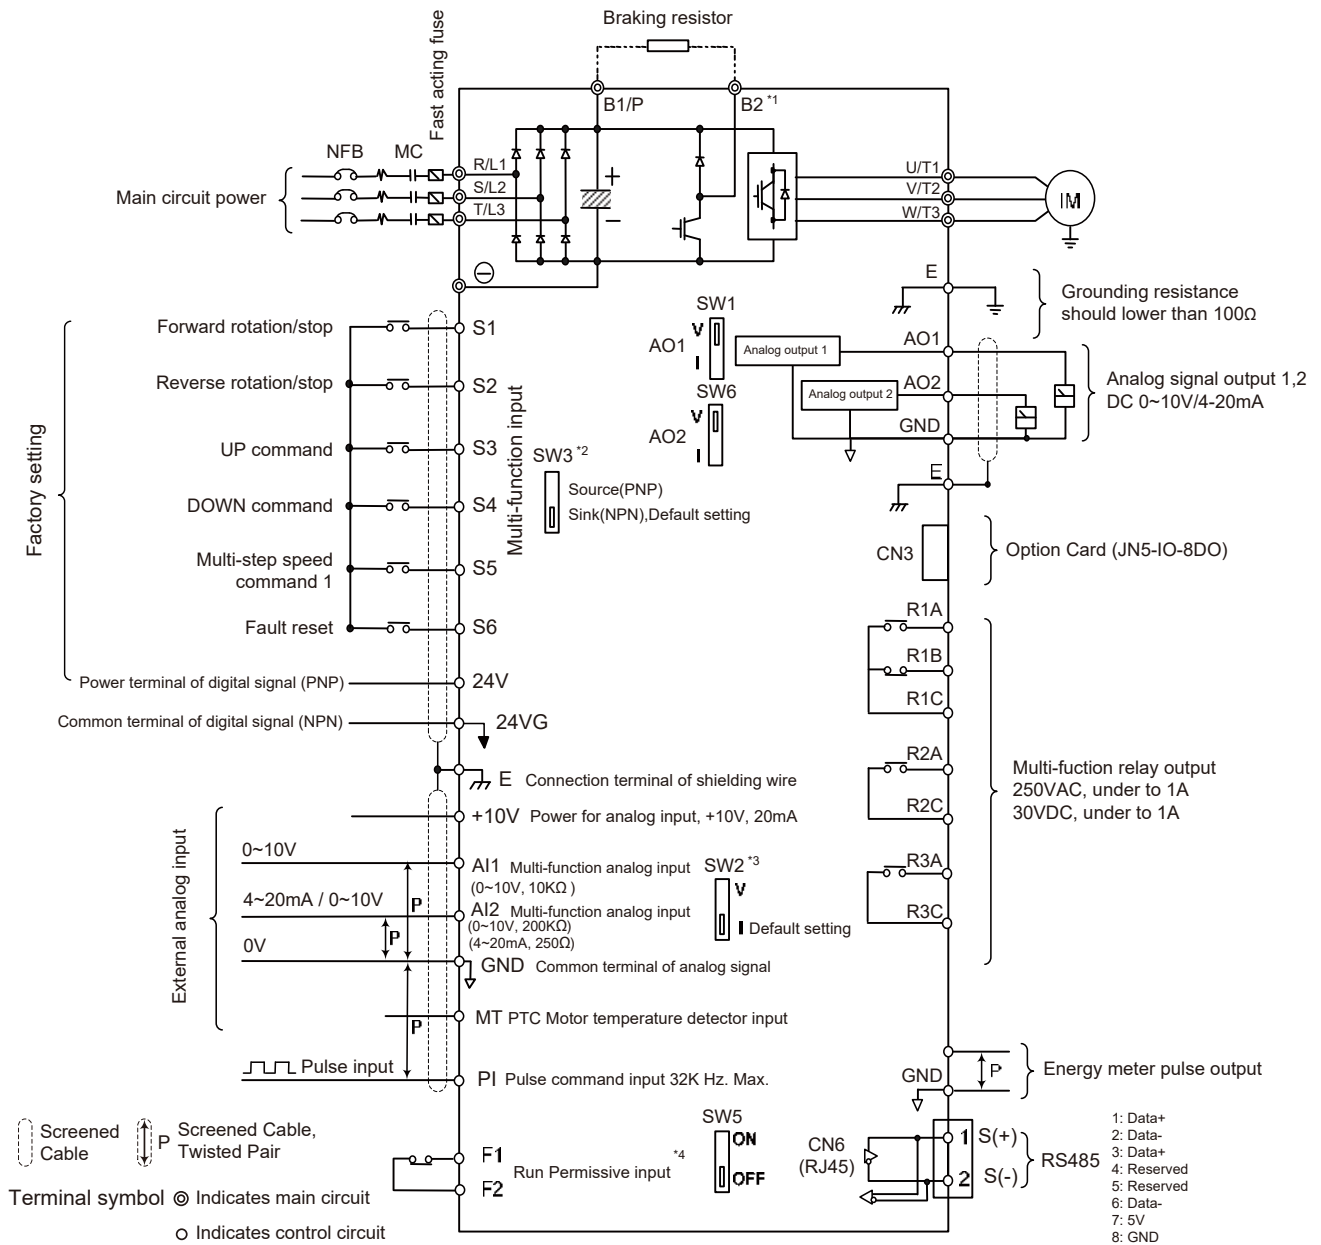 Braking resistor
Fast acting fuse
B1/P
B2 *1
NFB
MC
Main circuit power
R/L1
S/L2
T/L3
+
−
U/T1
V/T2
W/T3
IM
⊖
E
Grounding resistance
should lower than 100Ω
Factory setting
Forward rotation/stop
S1
Reverse rotation/stop
S2
UP command
S3
DOWN command
S4
Multi-step speed
command 1
S5
Fault reset
S6
Multi-function input
SW3 *2
Source(PNP)
Sink(NPN),Default setting
SW1
V
AO1
I
SW6
V
AO2
I
Analog output 1
AO1
Analog output 2
AO2
GND
Analog signal output 1,2
DC 0~10V/4-20mA
E
CN3
Option Card (JN5-IO-8DO)
Power terminal of digital signal (PNP)
24V
Common terminal of digital signal (NPN)
24VG
E Connection terminal of shielding wire
R1A
R1B
R1C
R2A
R2C
R3A
R3C
Multi-fuction relay output
250VAC, under to 1A
30VDC, under to 1A
External analog input
+10V Power for analog input, +10V, 20mA
0~10V
AI1 Multi-function analog input
(0~10V, 10KΩ )
P
4~20mA / 0~10V
AI2 Multi-function analog input
(0~10V, 200KΩ)
(4~20mA, 250Ω)
P
SW2 *3
V
I Default setting
0V
GND Common terminal of analog signal
MT PTC Motor temperature detector input
P
Pulse input
PI Pulse command input 32K Hz. Max.
GND
P
Energy meter pulse output
Screened
Cable
P
Screened Cable,
Twisted Pair
Terminal symbol
Indicates main circuit
Indicates control circuit
F1
F2
Run Permissive input *4
SW5
ON
OFF
CN6
(RJ45)
1 S(+)
2 S(-)
RS485
1: Data+
2: Data-
3: Data+
4: Reserved
5: Reserved
6: Data-
7: 5V
8: GND